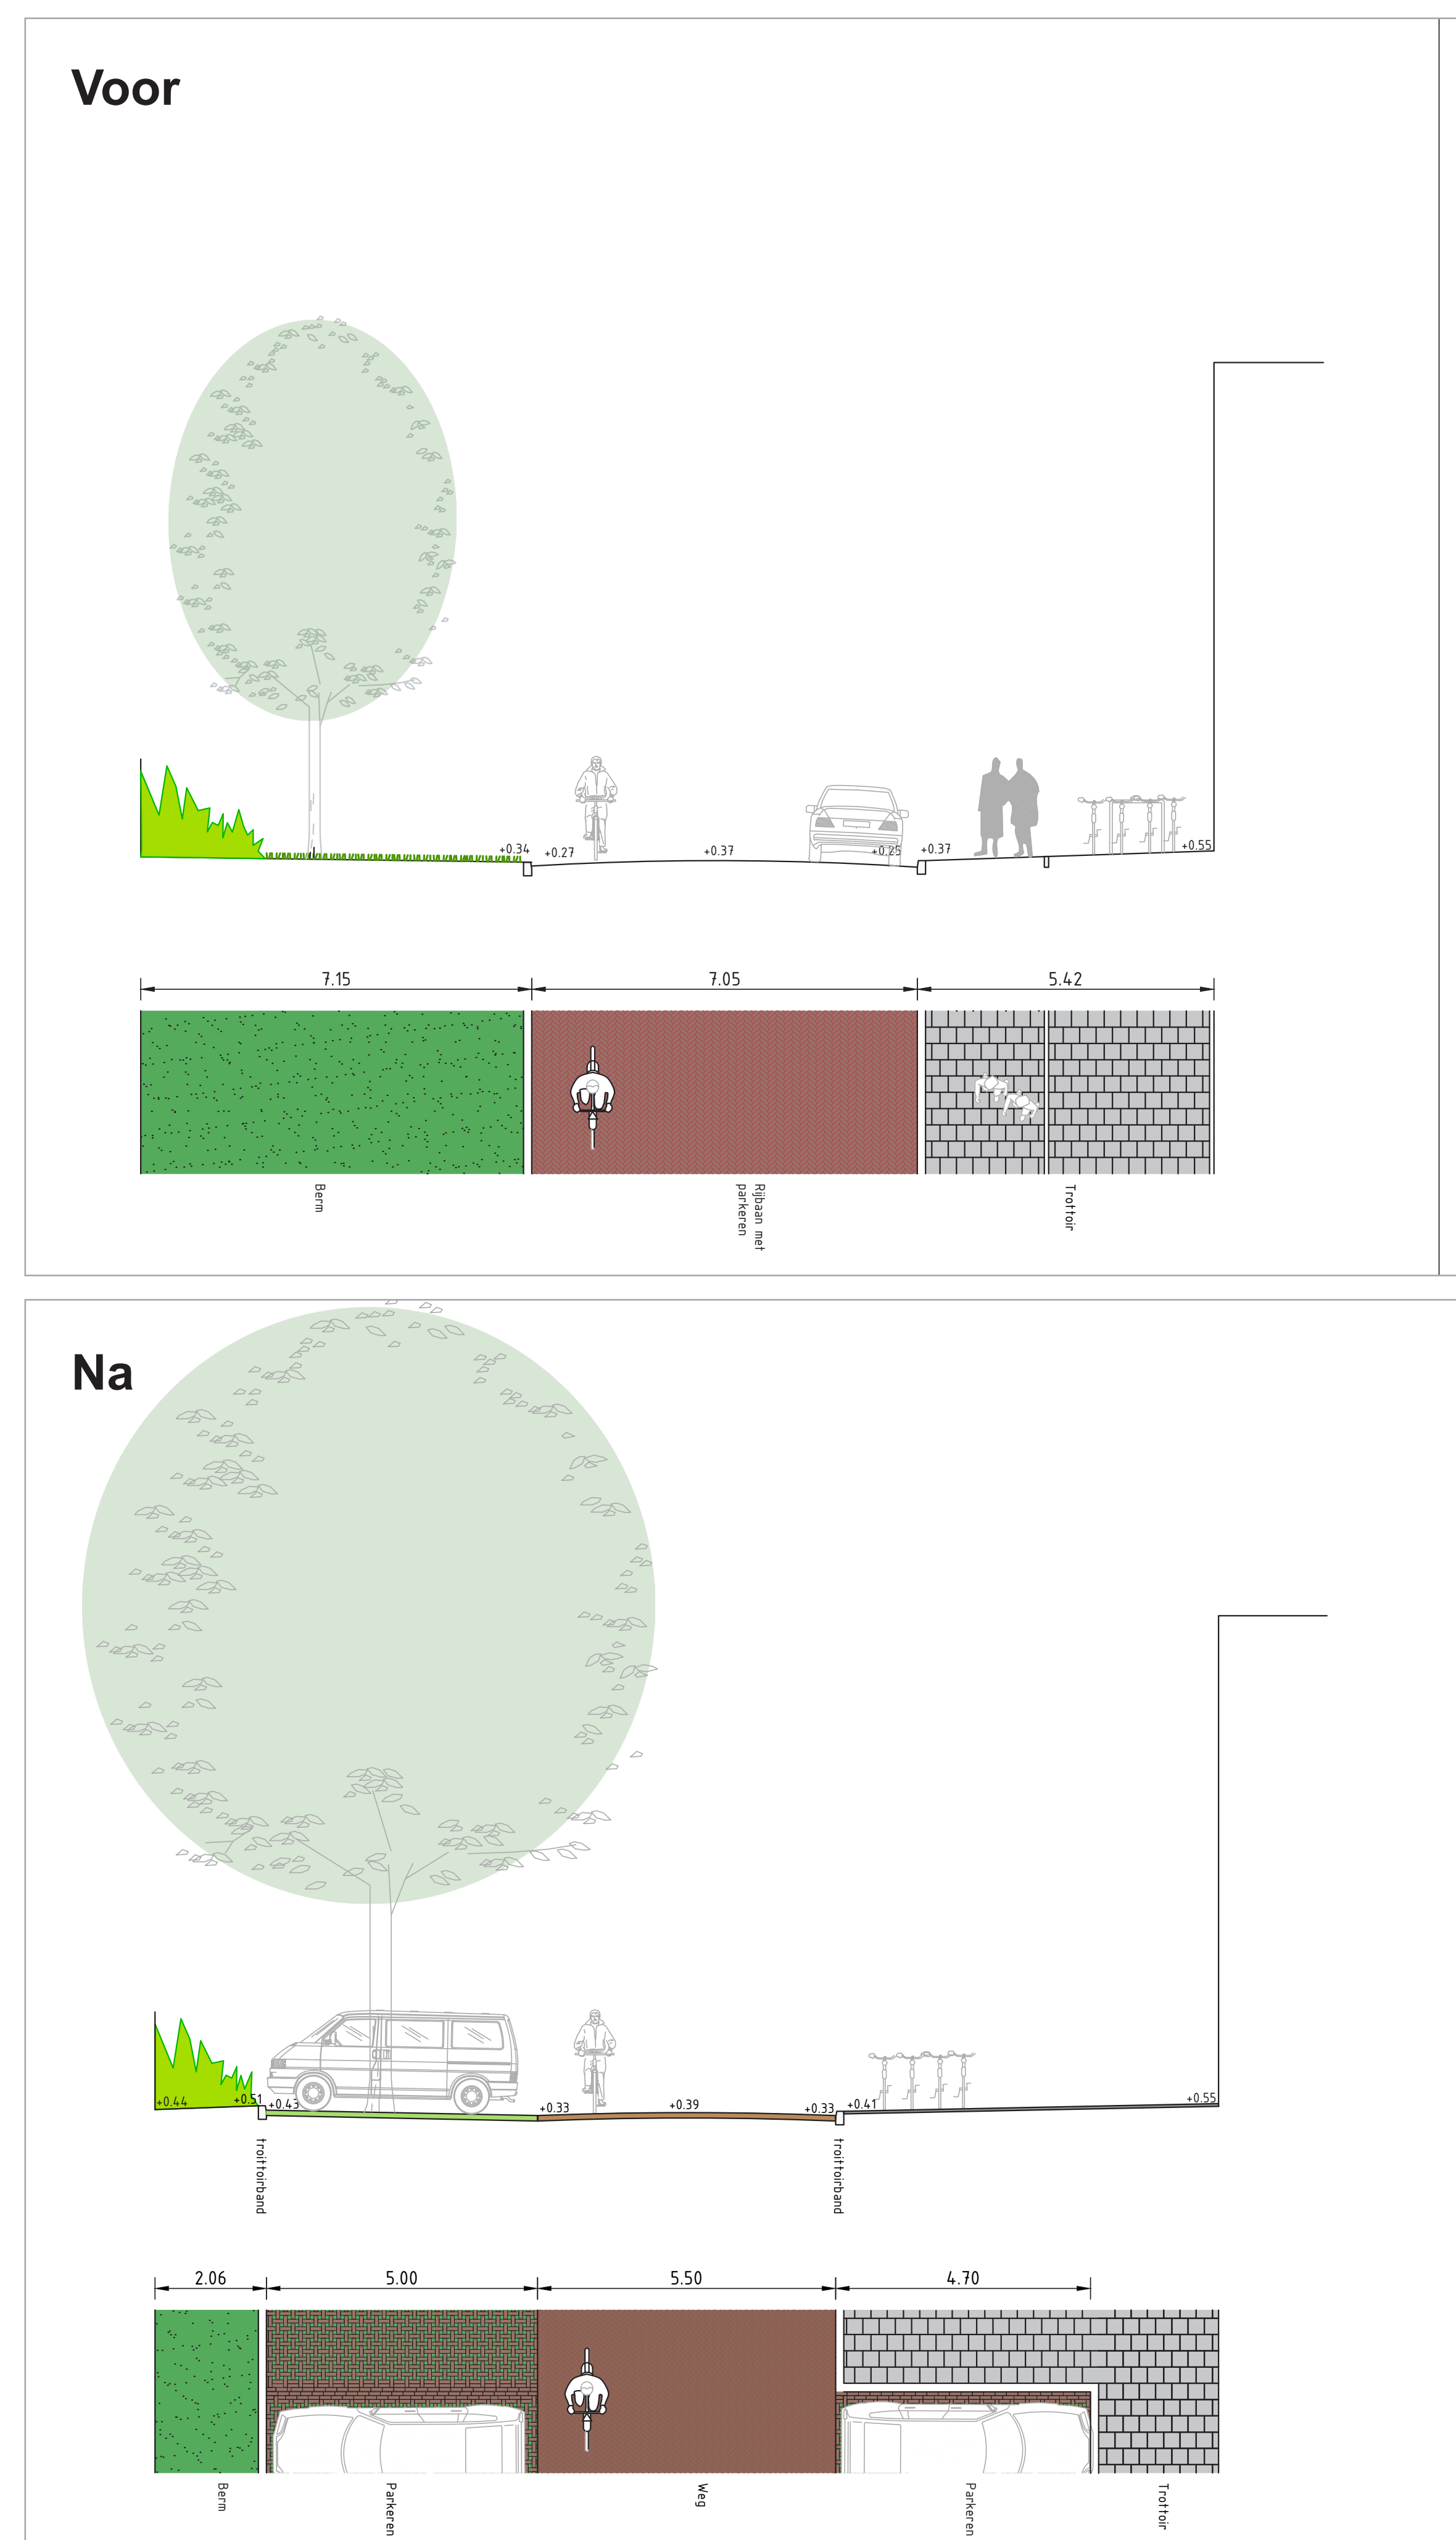 Voor
+0.34
+0.27
+0.37
+0.25
+0.37
+0.55
7.15
7.05
5.42
Berm
Rijbaan met
parkeren
Trottoir
Na
+0.44
+0.51
+0.43
+0.33
+0.39
+0.33
+0.41
+0.55
troittoirband
troittoirband
2.06
5.00
5.50
4.70
Berm
Parkeren
Weg
Parkeren
Trottoir